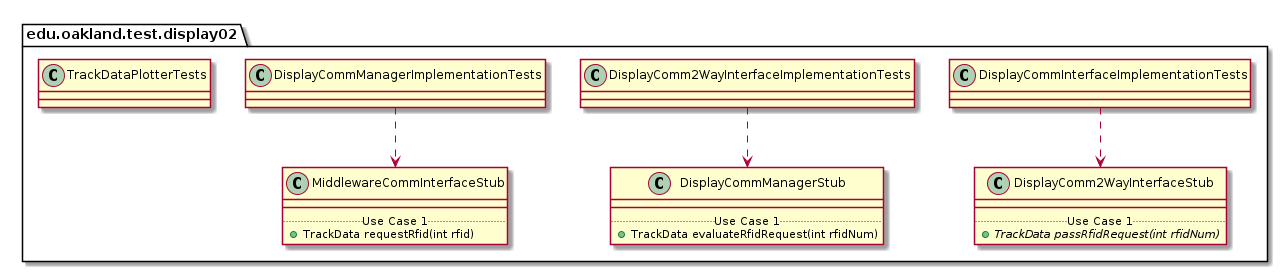 edu.oakland.test.display02
C TrackDataPlotterTests
C DisplayCommManagerImplementationTests
C DisplayComm2WayInterfaceImplementationTests
C DisplayCommInterfaceImplementationTests
C MiddlewareCommInterfaceStub
Use Case 1
TrackData requestRfid(int rfid)
C DisplayCommManagerStub
Use Case 1
TrackData evaluateRfidRequest(int rfidNum)
C DisplayComm2WayInterfaceStub
Use Case 1
TrackData passRfidRequest(int rfidNum)